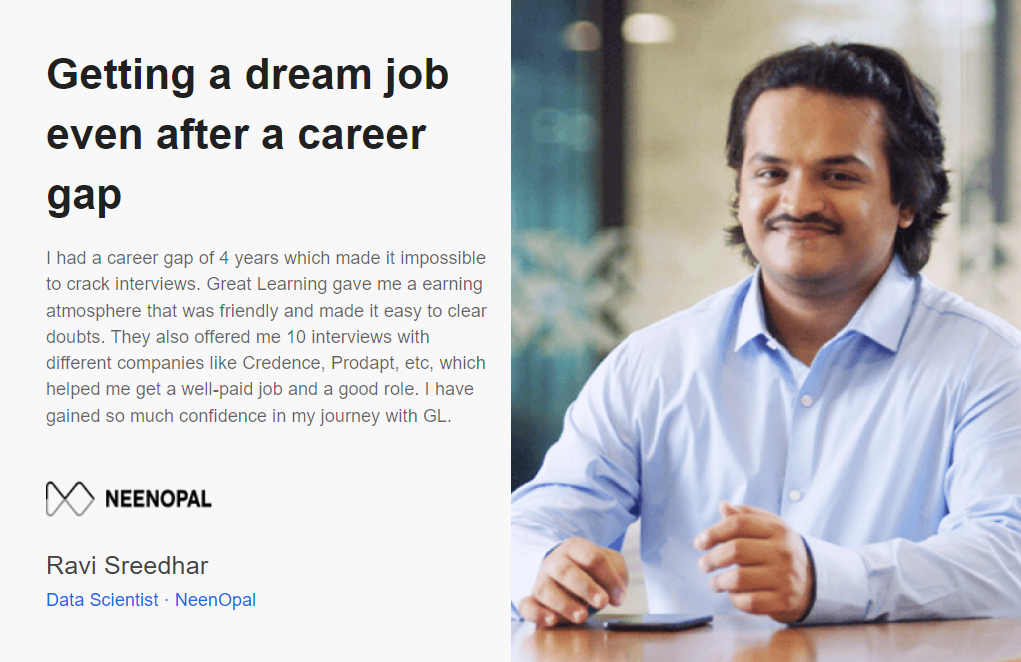 Getting a dream job
even after a career
gap
I had a career gap of 4 years which made it impossible
to crack interviews. Great Learning gave me a earning
atmosphere that was friendly and made it easy to clear
doubts. They also offered me 10 interviews with
different companies like Credence, Prodapt, etc, which
helped me get a well-paid job and a good role. I have
gained so much confidence in my journey with GL.
NEENOPAL
Ravi Sreedhar
Data Scientist · NeenOpal